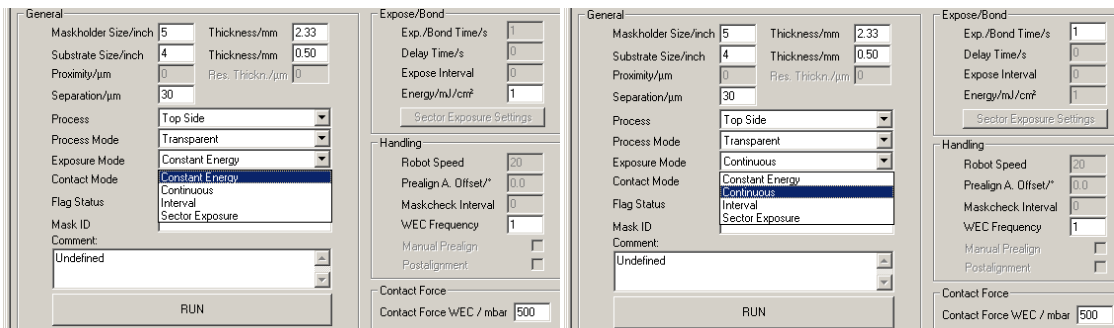 General
Maskholder Size/inch 5 Thickness/mm 2.33
Substrate Size/inch 4 Thickness/mm 0.50
Proximity/µm 0 Res. Thickn./µm 0
Separation/µm 30
Process Top Side
Process Mode Transparent
Exposure Mode Constant Energy
Contact Mode
Constant Energy
Continuous
Interval
Sector Exposure
Flag Status
Mask ID
Comment:
Undefined
RUN
Expose/Bond
Exp./Bond Time/s 1
Delay Time/s 0
Expose Interval 0
Energy/mJ/cm² 1
Sector Exposure Settings
Handling
Robot Speed 20
Prealign A. Offset/° 0.0
Maskcheck Interval 0
WEC Frequency 1
Manual Prealign
Postalignment
Contact Force
Contact Force WEC / mbar 500
General
Maskholder Size/inch 5 Thickness/mm 2.33
Substrate Size/inch 4 Thickness/mm 0.50
Proximity/µm 0 Res. Thickn./µm 0
Separation/µm 30
Process Top Side
Process Mode Transparent
Exposure Mode Continuous
Contact Mode
Constant Energy
Continuous
Interval
Sector Exposure
Flag Status
Mask ID
Comment:
Undefined
RUN
Expose/Bond
Exp./Bond Time/s 1
Delay Time/s 0
Expose Interval 0
Energy/mJ/cm² 1
Sector Exposure Settings
Handling
Robot Speed 20
Prealign A. Offset/° 0.0
Maskcheck Interval 0
WEC Frequency 1
Manual Prealign
Postalignment
Contact Force
Contact Force WEC / mbar 500